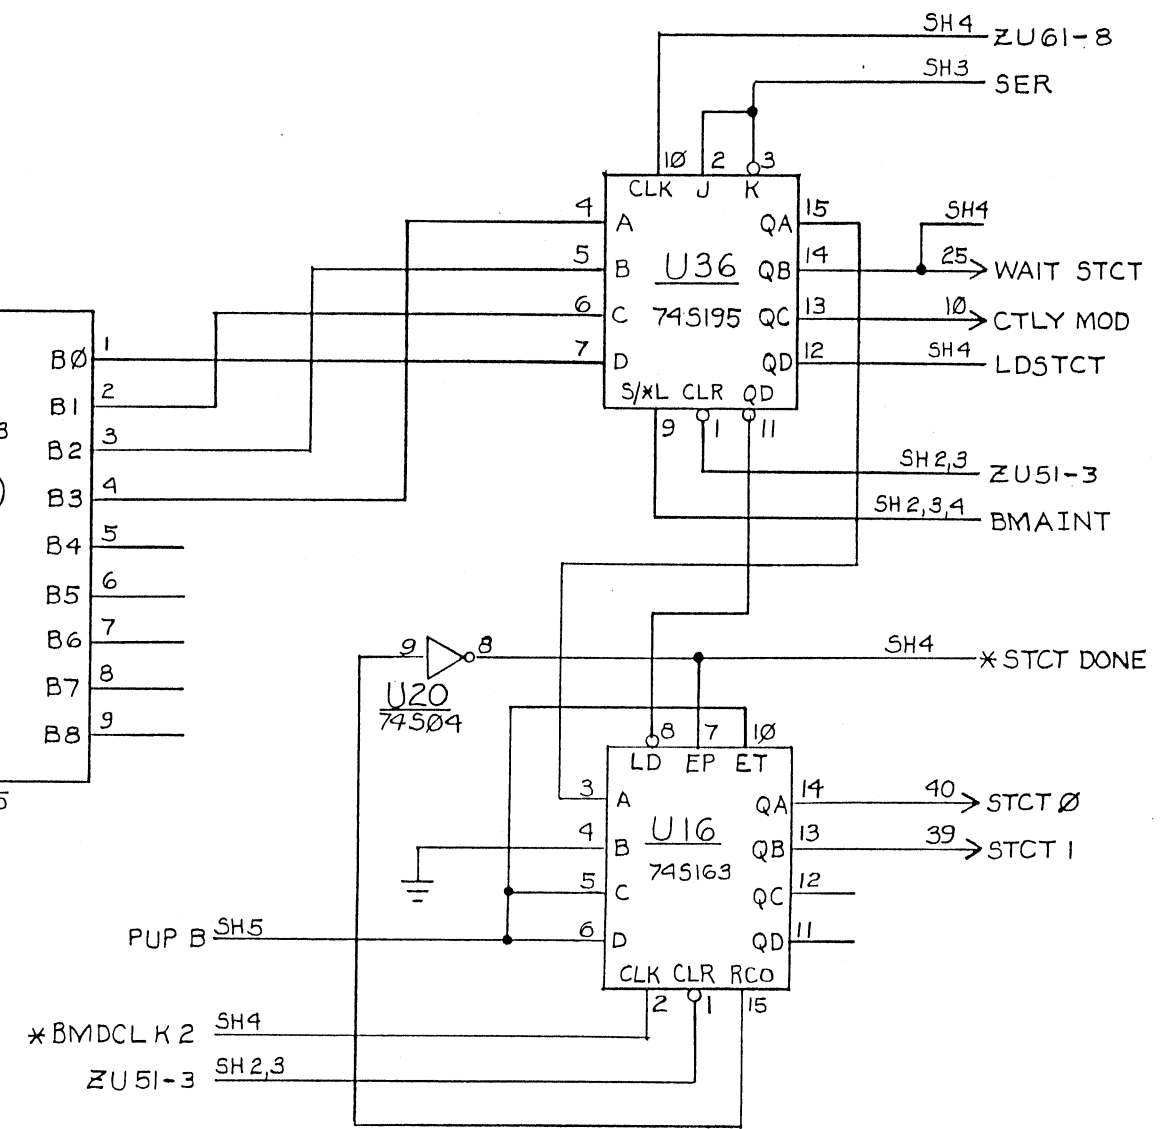 SH4 ZU61-8
SH3 SER
10 2 3
CLK J K
4 A QA 15
SH4
5 B U36 QB 14 25 WAIT STCT
6 C 74S195 QC 13 10 CTLY MOD
B0 1 7 D QD 12 SH4 LDSTCT
S/*L CLR QD
B1 2
9 1 11
B2 3
SH2,3 ZU51-3
B3 4
SH2,3,4 BMAINT
B4 5
B5 6
B6 7
9 8 SH4 *STCT DONE
B7 8
U20
74S04
B8 9
8 7 10
LD EP ET
3 A QA 14 40 STCT0
4 B U16 QB 13 39 STCT 1
5 C 74S163 QC 12
PUP B SH5 6 D QD 11
CLK CLR RCO
2 1 15
*BMDCLK2 SH4
ZU51-3 SH2,3